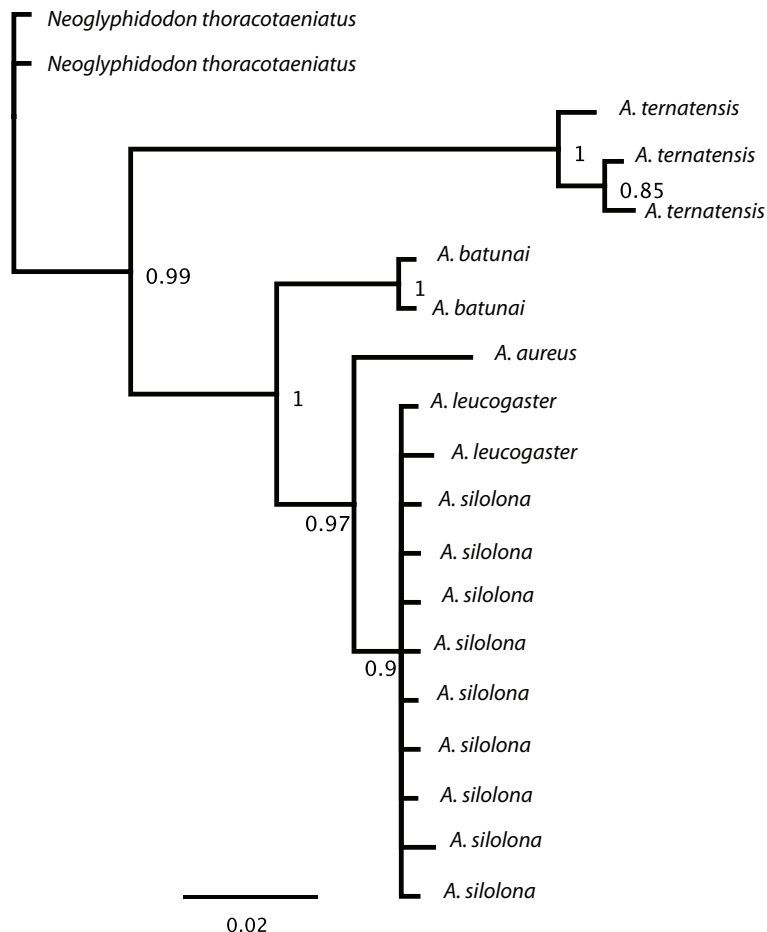 Neoglyphidodon thoracotaeniatus
Neoglyphidodon thoracotaeniatus
A. ternatensis
1
A. ternatensis
0.85
A. ternatensis
A. batunai
0.99
1
A. batunai
A. aureus
1
A. leucogaster
A. leucogaster
A. silolona
0.97
A. silolona
A. silolona
A. silolona
0.9
A. silolona
A. silolona
A. silolona
A. silolona
A. silolona
0.02